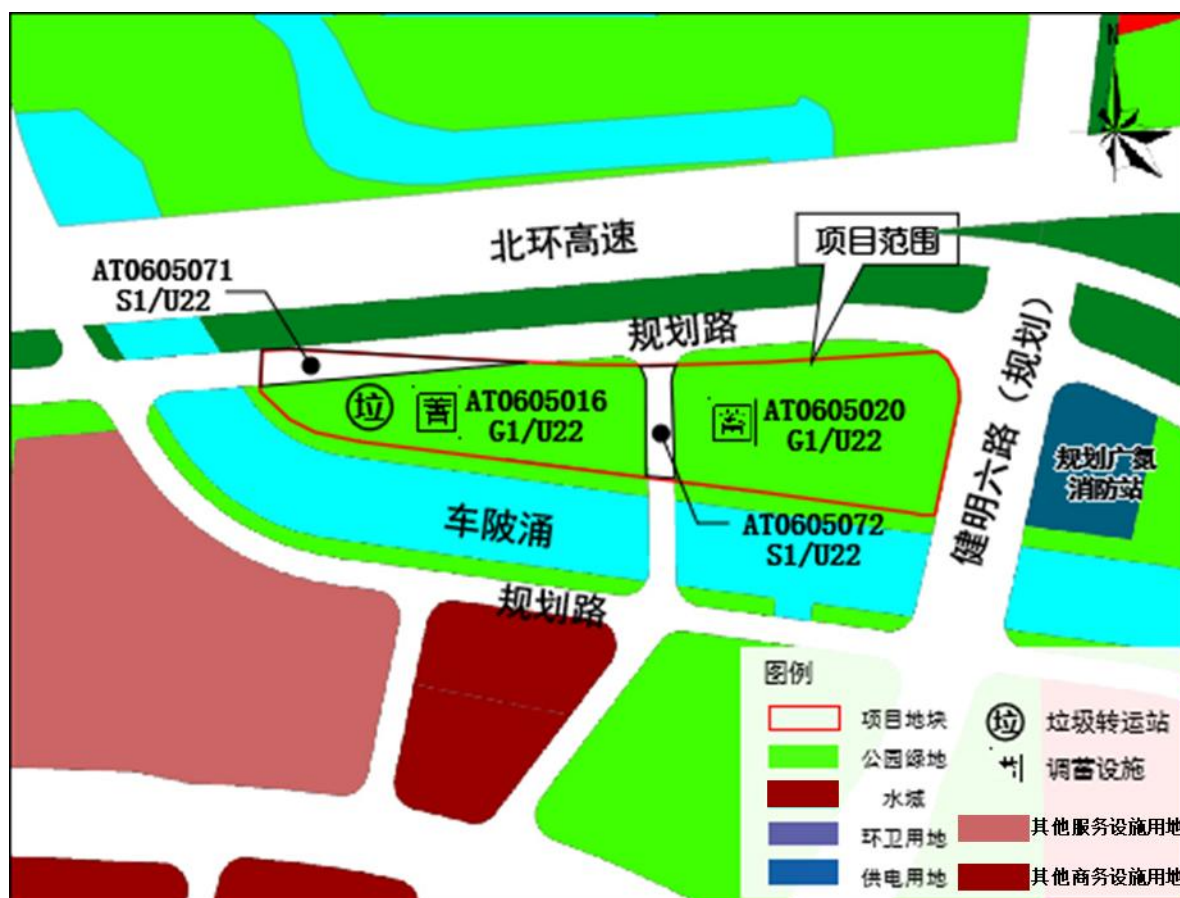 N
北环高速
项目范围
AT0605071
S1/U22
规划路
垃
蓄
AT0605016
G1/U22
AT0605020
G1/U22
健明六路（规划）
规划广氮
消防站
车陂涌
AT0605072
S1/U22
规划路
图例
项目地块
垃
垃圾转运站
公园绿地
调蓄设施
水域
环卫用地
其他服务设施用地
供电用地
其他商务设施用地